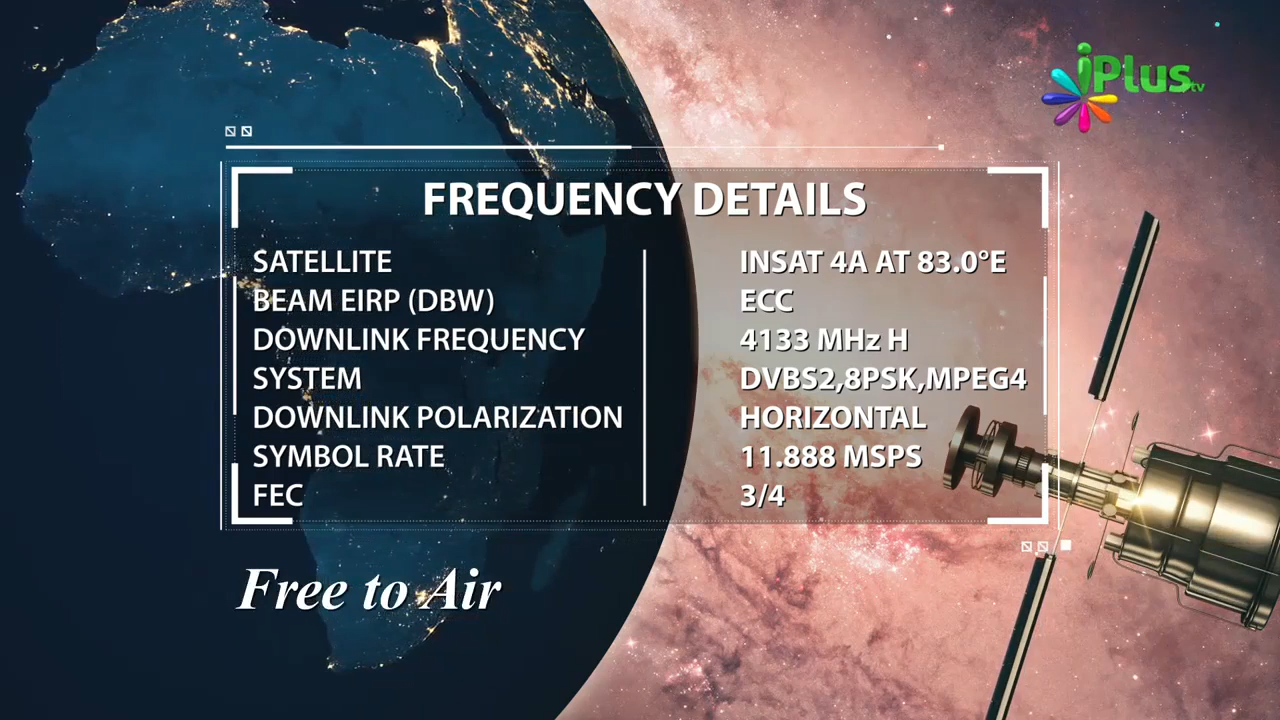 iPlus tv
FREQUENCY DETAILS
SATELLITE INSAT 4A AT 83.0°E
BEAM EIRP (DBW) ECC
DOWNLINK FREQUENCY 4133 MHz H
SYSTEM DVBS2,8PSK,MPEG4
DOWNLINK POLARIZATION HORIZONTAL
SYMBOL RATE 11.888 MSPS
FEC 3/4
Free to Air